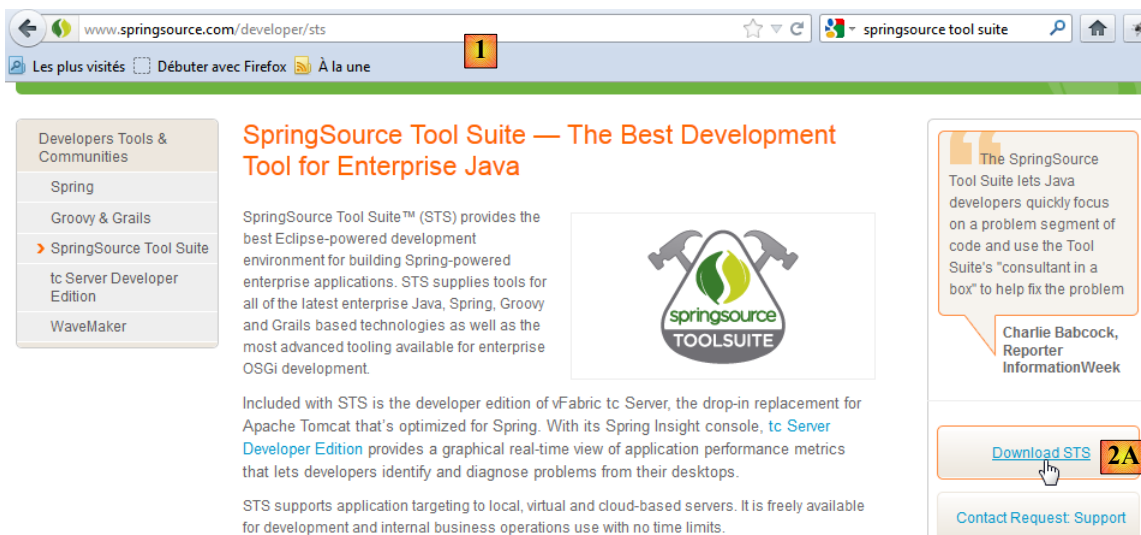 www.springsource.com/developer/sts
springsource tool suite
1
Les plus visités Débuter avec Firefox À la une
Developers Tools &
Communities
Spring
Groovy & Grails
SpringSource Tool Suite
tc Server Developer
Edition
WaveMaker
SpringSource Tool Suite — The Best Development
Tool for Enterprise Java
SpringSource Tool Suite™ (STS) provides the
best Eclipse-powered development
environment for building Spring-powered
enterprise applications. STS supplies tools for
all of the latest enterprise Java, Spring, Groovy
and Grails based technologies as well as the
most advanced tooling available for enterprise
OSGi development.
springsource
TOOLSUITE
Included with STS is the developer edition of vFabric tc Server, the drop-in replacement for
Apache Tomcat that's optimized for Spring. With its Spring Insight console, tc Server
Developer Edition provides a graphical real-time view of application performance metrics
that lets developers identify and diagnose problems from their desktops.
STS supports application targeting to local, virtual and cloud-based servers. It is freely available
for development and internal business operations use with no time limits.
The SpringSource
Tool Suite lets Java
developers quickly focus
on a problem segment of
code and use the Tool
Suite's "consultant in a
box" to help fix the problem
Charlie Babcock,
Reporter
InformationWeek
Download STS
2A
Contact Request: Support